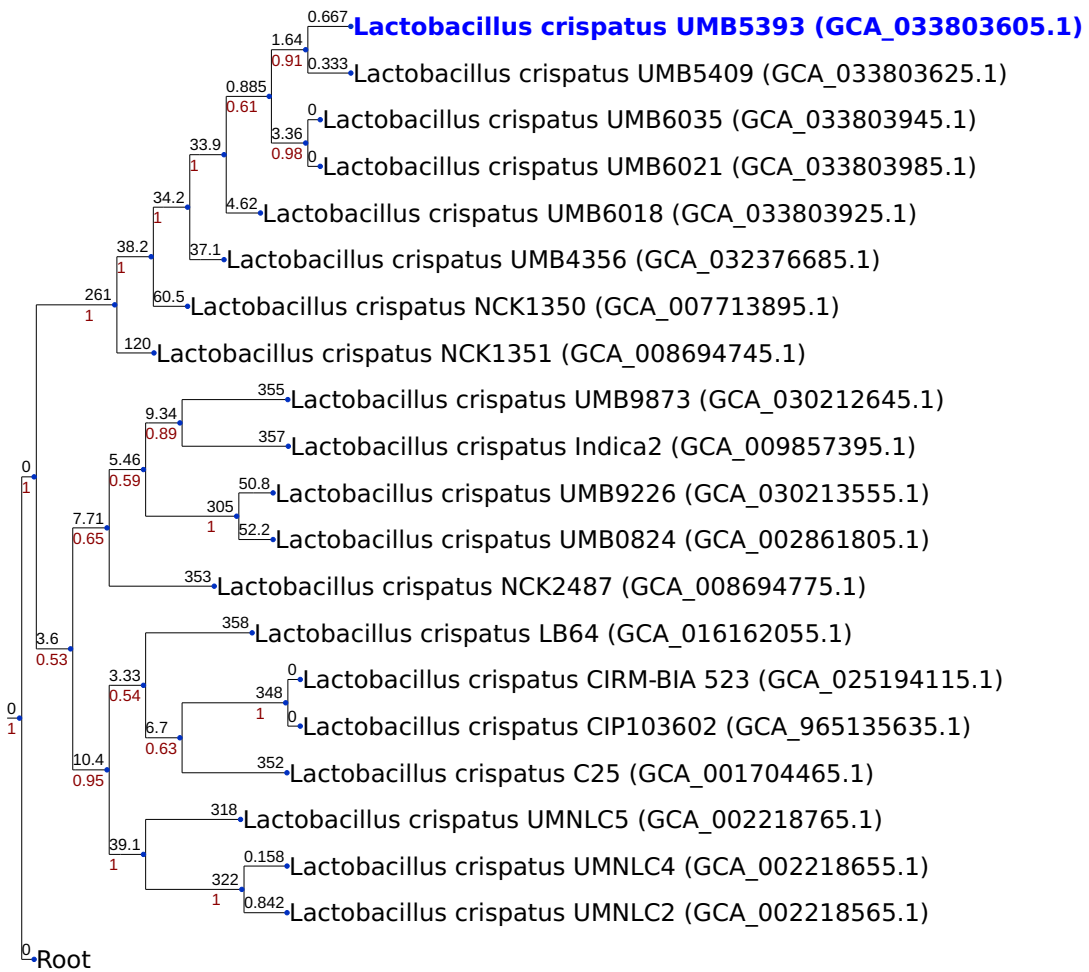 0.667
Lactobacillus crispatus UMB5393 (GCA_033803605.1)
1.64
0.91
0.333
Lactobacillus crispatus UMB5409 (GCA_033803625.1)
0.885
0.61
0
Lactobacillus crispatus UMB6035 (GCA_033803945.1)
3.36
0.98
0
Lactobacillus crispatus UMB6021 (GCA_033803985.1)
33.9
1
4.62
Lactobacillus crispatus UMB6018 (GCA_033803925.1)
34.2
1
37.1
Lactobacillus crispatus UMB4356 (GCA_032376685.1)
38.2
1
60.5
Lactobacillus crispatus NCK1350 (GCA_007713895.1)
261
1
120
Lactobacillus crispatus NCK1351 (GCA_008694745.1)
355
Lactobacillus crispatus UMB9873 (GCA_030212645.1)
9.34
0.89
357
Lactobacillus crispatus Indica2 (GCA_009857395.1)
5.46
0.59
50.8
Lactobacillus crispatus UMB9226 (GCA_030213555.1)
305
1
52.2
Lactobacillus crispatus UMB0824 (GCA_002861805.1)
0
1
7.71
0.65
353
Lactobacillus crispatus NCK2487 (GCA_008694775.1)
358
Lactobacillus crispatus LB64 (GCA_016162055.1)
3.6
0.53
3.33
0.54
0
Lactobacillus crispatus CIRM-BIA 523 (GCA_025194115.1)
348
1
0
Lactobacillus crispatus CIP103602 (GCA_965135635.1)
6.7
0.63
352
Lactobacillus crispatus C25 (GCA_001704465.1)
0
1
10.4
0.95
318
Lactobacillus crispatus UMNLC5 (GCA_002218765.1)
39.1
1
0.158
Lactobacillus crispatus UMNLC4 (GCA_002218655.1)
322
1
0.842
Lactobacillus crispatus UMNLC2 (GCA_002218565.1)
0
Root